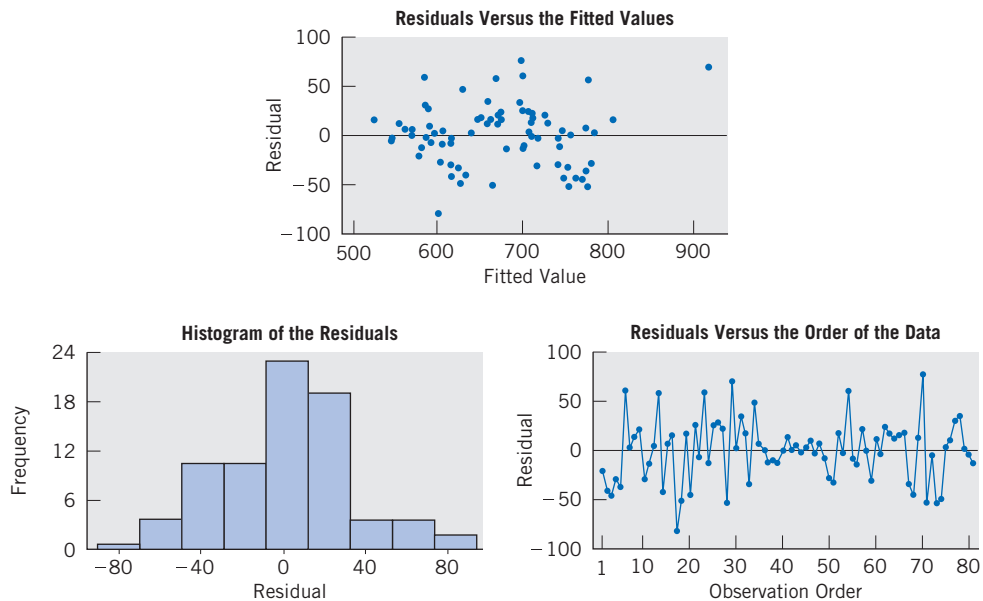 Residuals Versus the Fitted Values
100
50
0
−50
−100
Residual
500 600 700 800 900
Fitted Value
Histogram of the Residuals
24
18
12
6
0
Frequency
−80 −40 0 40 80
Residual
Residuals Versus the Order of the Data
100
50
0
−50
−100
Residual
1 10 20 30 40 50 60 70 80
Observation Order